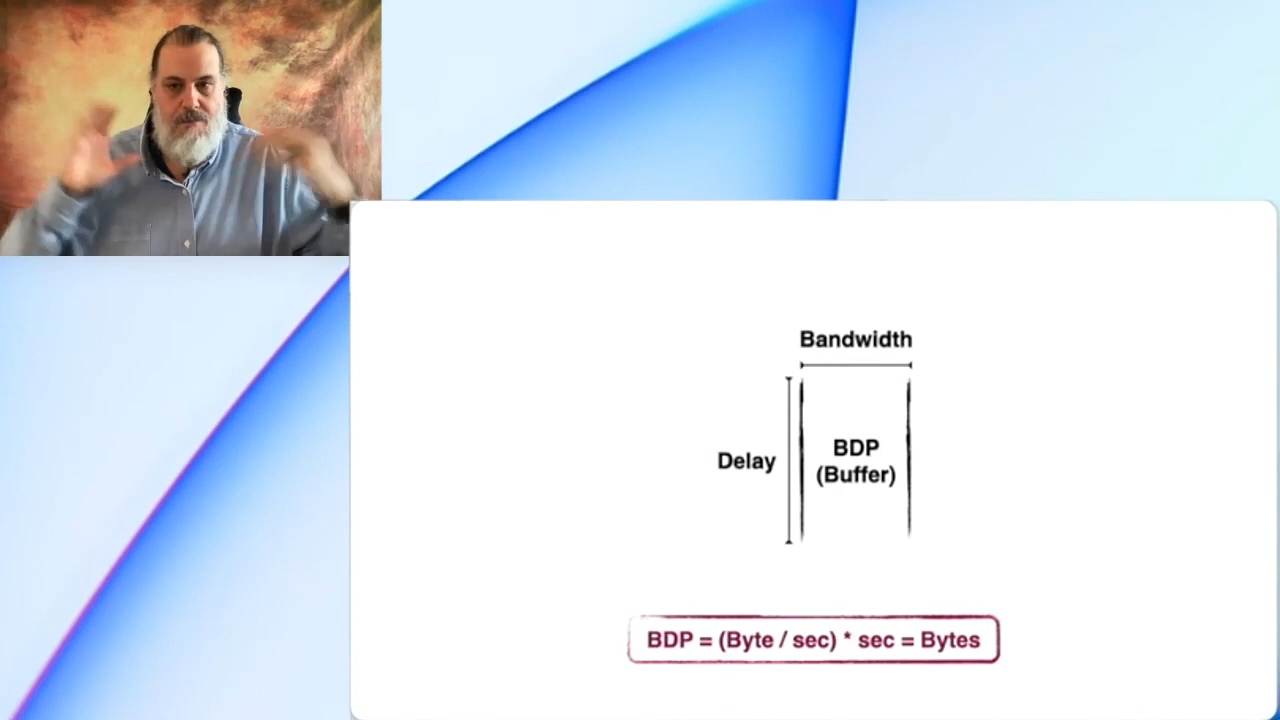 Bandwidth
Delay
BDP
(Buffer)
BDP = (Byte / sec) * sec = Bytes